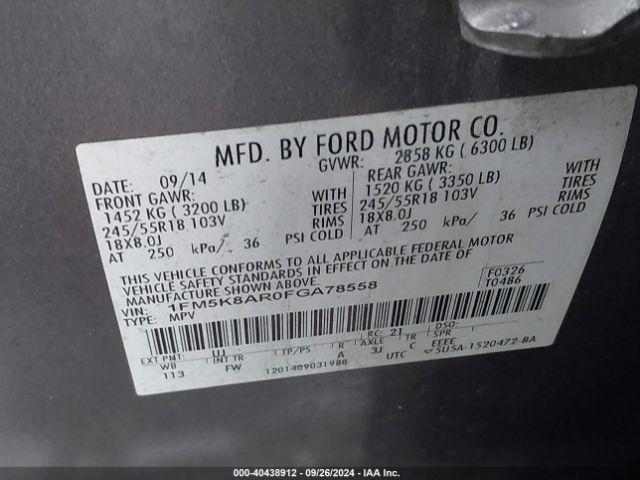 MFD. BY FORD MOTOR CO.
DATE: 09/14 GVWR: 2858 KG ( 6300 LB)
FRONT GAWR: REAR GAWR:
1452 KG ( 3200 LB) WITH 1520 KG ( 3350 LB) WITH
245/55R18 103V TIRES 245/55R18 103V TIRES
18X8.0J RIMS 18X8.0J RIMS
AT 250 kPa/ 36 PSI COLD AT 250 kPa/ 36 PSI COLD
THIS VEHICLE CONFORMS TO ALL APPLICABLE FEDERAL MOTOR
VEHICLE SAFETY STANDARDS IN EFFECT ON THE DATE OF
MANUFACTURE SHOWN ABOVE.
VIN: 1FM5K8AR0FGA78558 F0326
TYPE: MPV T0486
EXT PNT: UJ RC: 21 DSO:
WB INT TR TP/PS R AXLE TR SPR
113 FW A 3J C EEEE
1201409031988 UTC 5U5A-1520472-BA
000-40438912 - 09/26/2024 - IAA Inc.